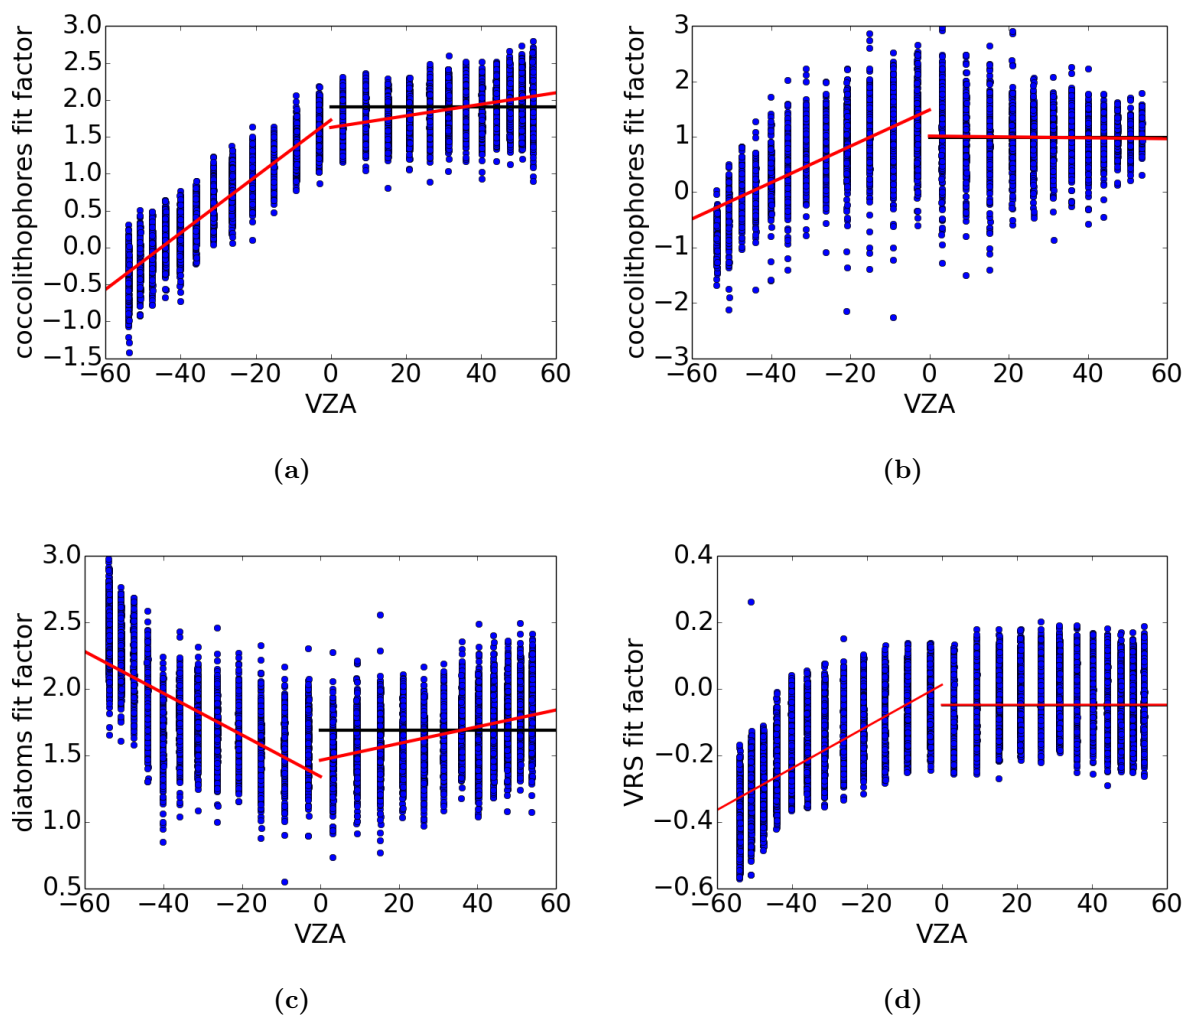 3.0
2.5
2.0
1.5
1.0
0.5
0.0
−0.5
−1.0
−1.5
coccolithophores fit factor
−60 −40 −20 0 20 40 60
VZA
(a)
3
2
1
0
−1
−2
−3
coccolithophores fit factor
−60 −40 −20 0 20 40 60
VZA
(b)
3.0
2.5
2.0
1.5
1.0
0.5
diatoms fit factor
−60 −40 −20 0 20 40 60
VZA
(c)
0.4
0.2
0.0
−0.2
−0.4
−0.6
VRS fit factor
−60 −40 −20 0 20 40 60
VZA
(d)